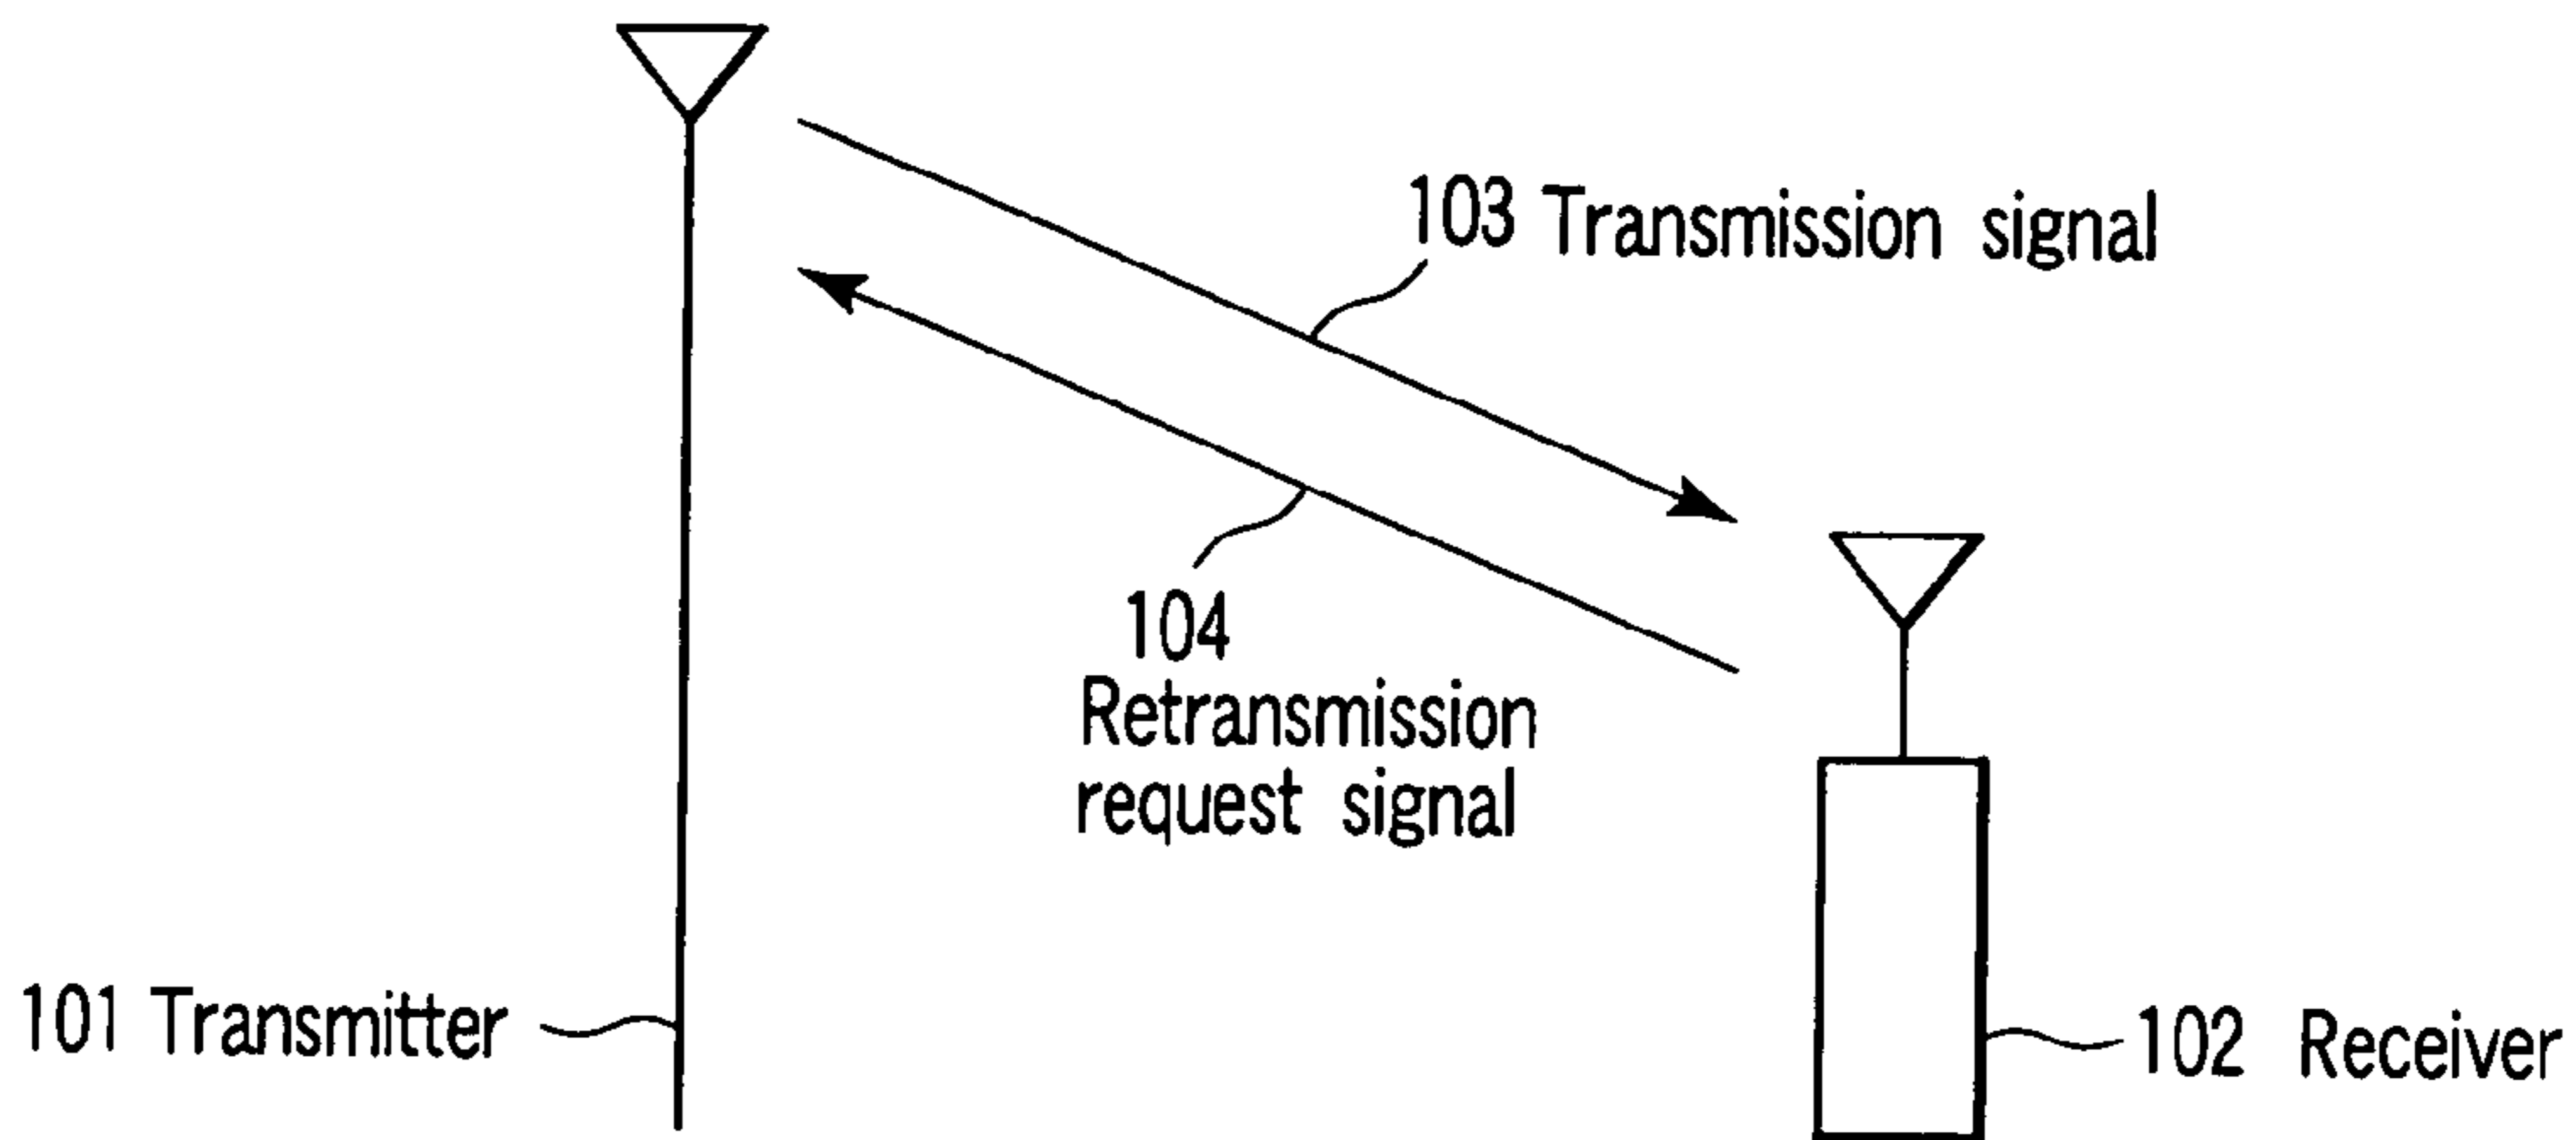 103 Transmission signal
104
Retransmission
request signal
101 Transmitter
102 Receiver